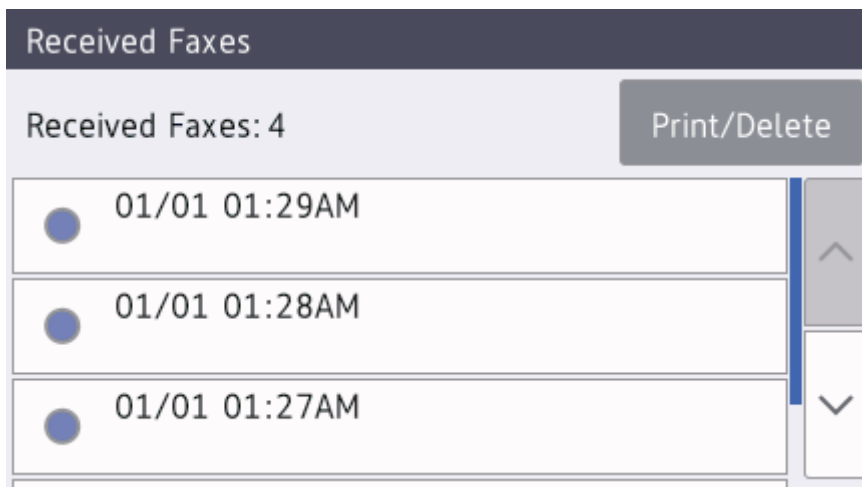 Received Faxes
Received Faxes: 4
Print/Delete
01/01 01:29AM
01/01 01:28AM
01/01 01:27AM